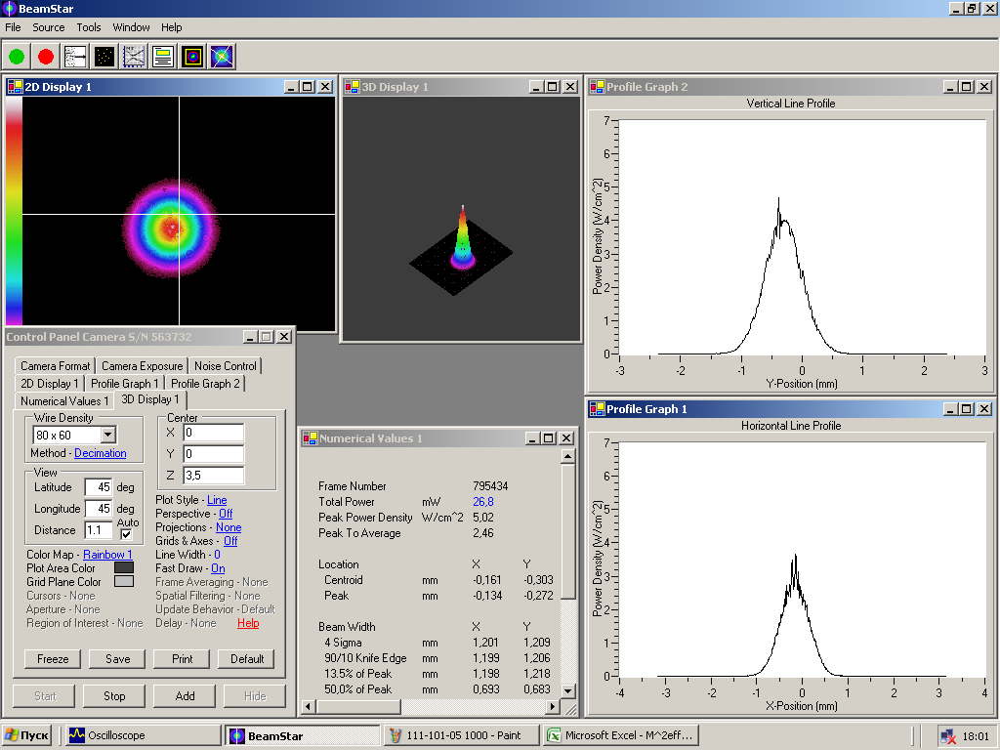 BeamStar
File Source Tools Window Help
2D Display 1
3D Display 1
Profile Graph 2
Vertical Line Profile
Power Density (W/cm^2)
7
6
5
4
3
2
1
0
-3 -2 -1 0 1 2 3
Y-Position (mm)
Control Panel Camera S/N 563732
Camera Format Camera Exposure Noise Control
2D Display 1 Profile Graph 1 Profile Graph 2
Numerical Values 1 3D Display 1
Wire Density
80 x 60
Method - Decimation
Center
X 0
Y 0
Z 3,5
View
Latitude 45 deg
Longitude 45 deg
Distance 1.1 Auto
Plot Style - Line
Perspective - Off
Projections - None
Grids & Axes - Off
Color Map - Rainbow 1 Line Width - 0
Plot Area Color Fast Draw - On
Grid Plane Color Frame Averaging - None
Cursors - None Spatial Filtering - None
Aperture - None Update Behavior - Default
Region of Interest - None Delay - None Help
Freeze Save Print Default
Start Stop Add Hide
Numerical Values 1
Frame Number 795434
Total Power mW 26,8
Peak Power Density W/cm^2 5,02
Peak To Average 2,46
Location X Y
Centroid mm -0,161 -0,303
Peak mm -0,134 -0,272
Beam Width X Y
4 Sigma mm 1,201 1,209
90/10 Knife Edge mm 1,199 1,206
13.5% of Peak mm 1,198 1,218
50,0% of Peak mm 0,693 0,683
Profile Graph 1
Horizontal Line Profile
Power Density (W/cm^2)
7
6
5
4
3
2
1
0
-4 -3 -2 -1 0 1 2 3 4
X-Position (mm)
Пуск Oscilloscope BeamStar 111-101-05 1000 - Paint Microsoft Excel - M^2eff... 18:01